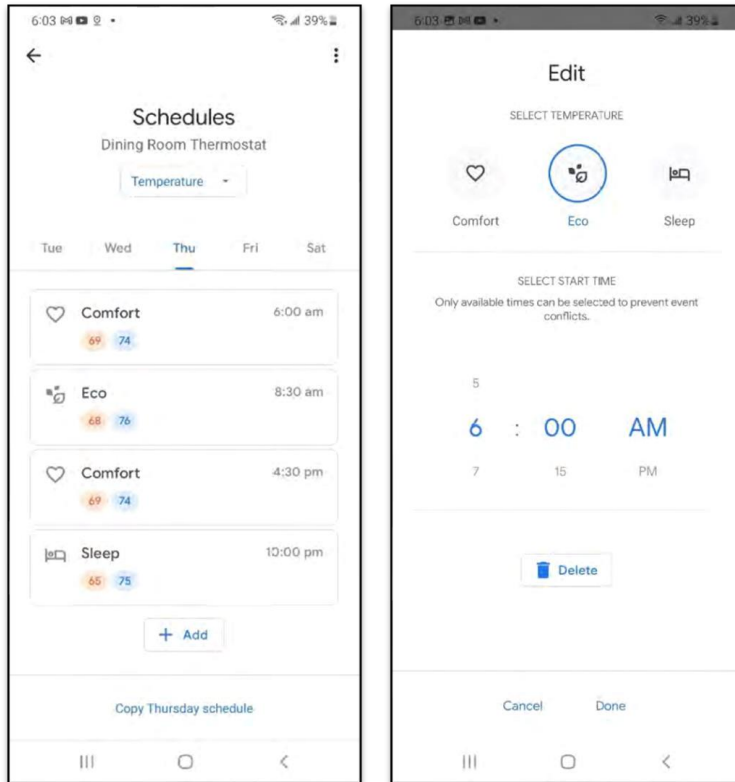 6:03
39%
Schedules
Dining Room Thermostat
Temperature
Tue Wed Thu Fri Sat
Comfort 6:00 am
69 74
Eco 8:30 am
68 76
Comfort 4:30 pm
69 74
Sleep 10:00 pm
65 75
+ Add
Copy Thursday schedule
6:03
39%
Edit
SELECT TEMPERATURE
Comfort Eco Sleep
SELECT START TIME
Only available times can be selected to prevent event
conflicts.
5
6 : 00 AM
7 15 PM
Delete
Cancel Done